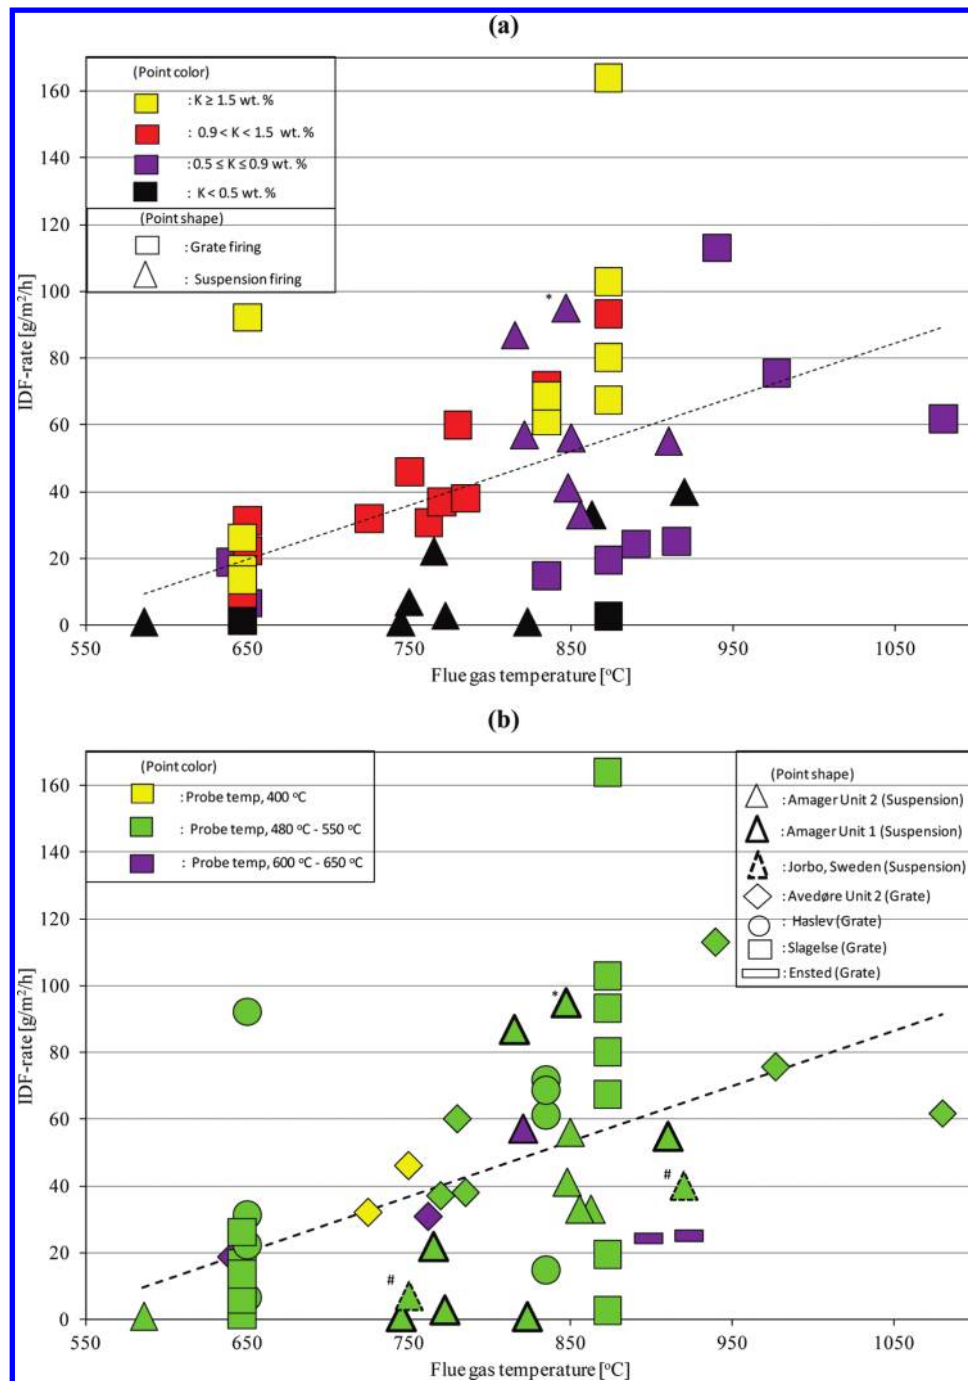 (a)
(Point color)
: K ≥ 1.5 wt. %
: 0.9 < K < 1.5 wt. %
: 0.5 ≤ K ≤ 0.9 wt. %
: K < 0.5 wt. %
(Point shape)
: Grate firing
: Suspension firing
*
IDF-rate [g/m²/h]
160
140
120
100
80
60
40
20
0
550
650
750
850
950
1050
Flue gas temperature [°C]
(b)
(Point color)
: Probe temp, 400 °C
: Probe temp, 480 °C - 550 °C
: Probe temp, 600 °C - 650 °C
(Point shape)
: Amager Unit 2 (Suspension)
: Amager Unit 1 (Suspension)
: Jorbo, Sweden (Suspension)
: Avedøre Unit 2 (Grate)
: Haslev (Grate)
: Slagelse (Grate)
: Ensted (Grate)
*
#
#
IDF-rate [g/m²/h]
160
140
120
100
80
60
40
20
0
550
650
750
850
950
1050
Flue gas temperature [°C]